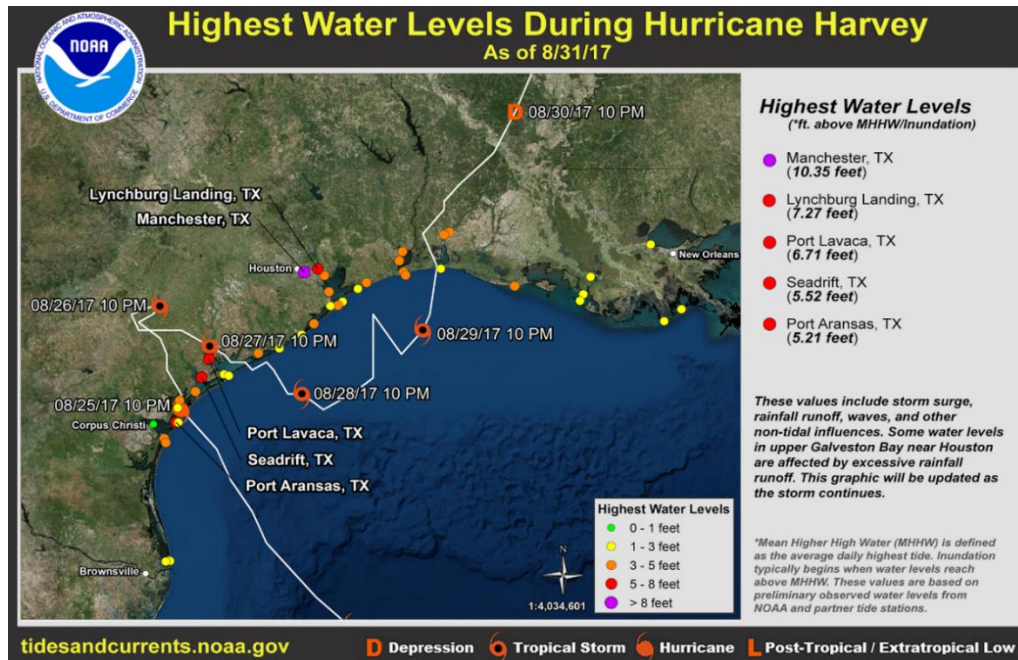 Highest Water Levels During Hurricane Harvey
As of 8/31/17
NATIONAL OCEANIC AND ATMOSPHERIC ADMINISTRATION
NOAA
U.S. DEPARTMENT OF COMMERCE
D 08/30/17 10 PM
Lynchburg Landing, TX
Manchester, TX
Houston
New Orleans
08/26/17 10 PM
08/27/17 10 PM
08/29/17 10 PM
08/28/17 10 PM
08/25/17 10 PM
Corpus Christi
Port Lavaca, TX
Seadrift, TX
Port Aransas, TX
Brownsville
N
1:4,034,601
Highest Water Levels
0 - 1 feet
1 - 3 feet
3 - 5 feet
5 - 8 feet
> 8 feet
Highest Water Levels
(*ft. above MHHW/Inundation)
Manchester, TX
(10.35 feet)
Lynchburg Landing, TX
(7.27 feet)
Port Lavaca, TX
(6.71 feet)
Seadrift, TX
(5.52 feet)
Port Aransas, TX
(5.21 feet)
These values include storm surge,
rainfall runoff, waves, and other
non-tidal influences. Some water levels
in upper Galveston Bay near Houston
are affected by excessive rainfall
runoff. This graphic will be updated as
the storm continues.
*Mean Higher High Water (MHHW) is defined
as the average daily highest tide. Inundation
typically begins when water levels reach
above MHHW. These values are based on
preliminary observed water levels from
NOAA and partner tide stations.
tidesandcurrents.noaa.gov
D Depression
Tropical Storm
Hurricane
L Post-Tropical / Extratropical Low